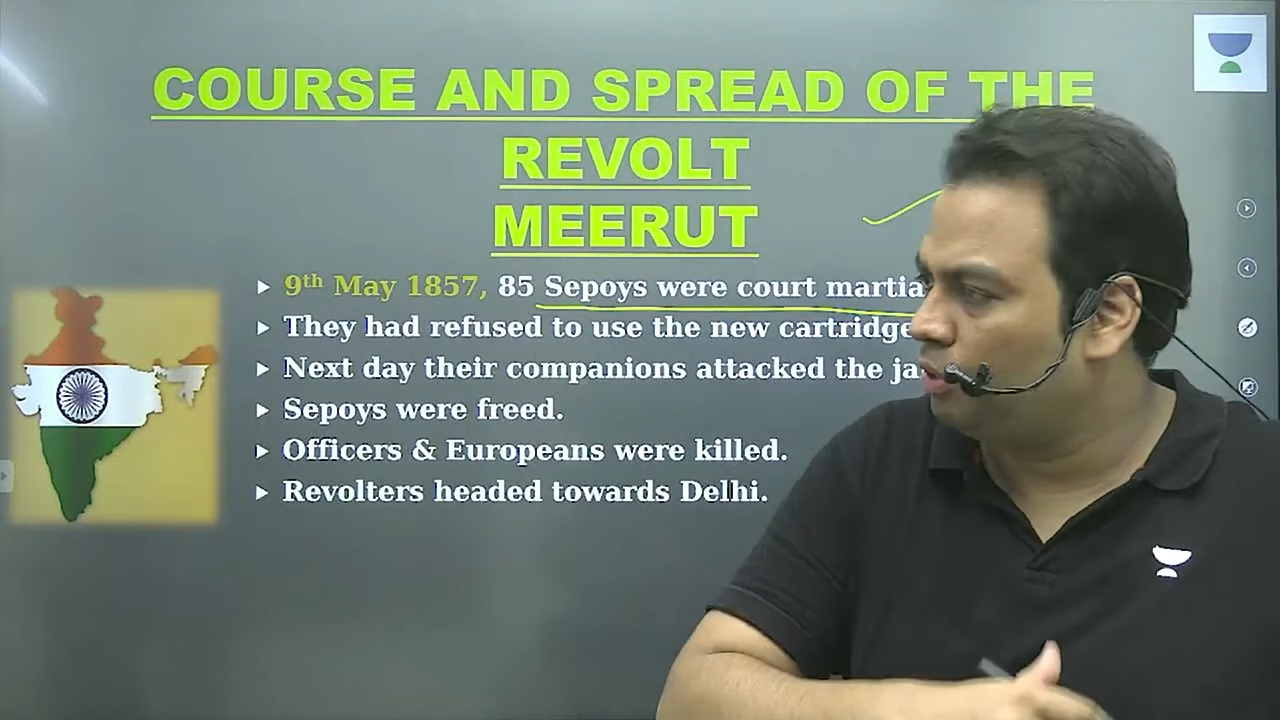 COURSE AND SPREAD OF THE
REVOLT
MEERUT
9th May 1857, 85 Sepoys were court
They had refused to use the new
Next day their companions attacked the
Sepoys were freed.
Officers & Europeans were killed.
Revolters headed towards Delhi.